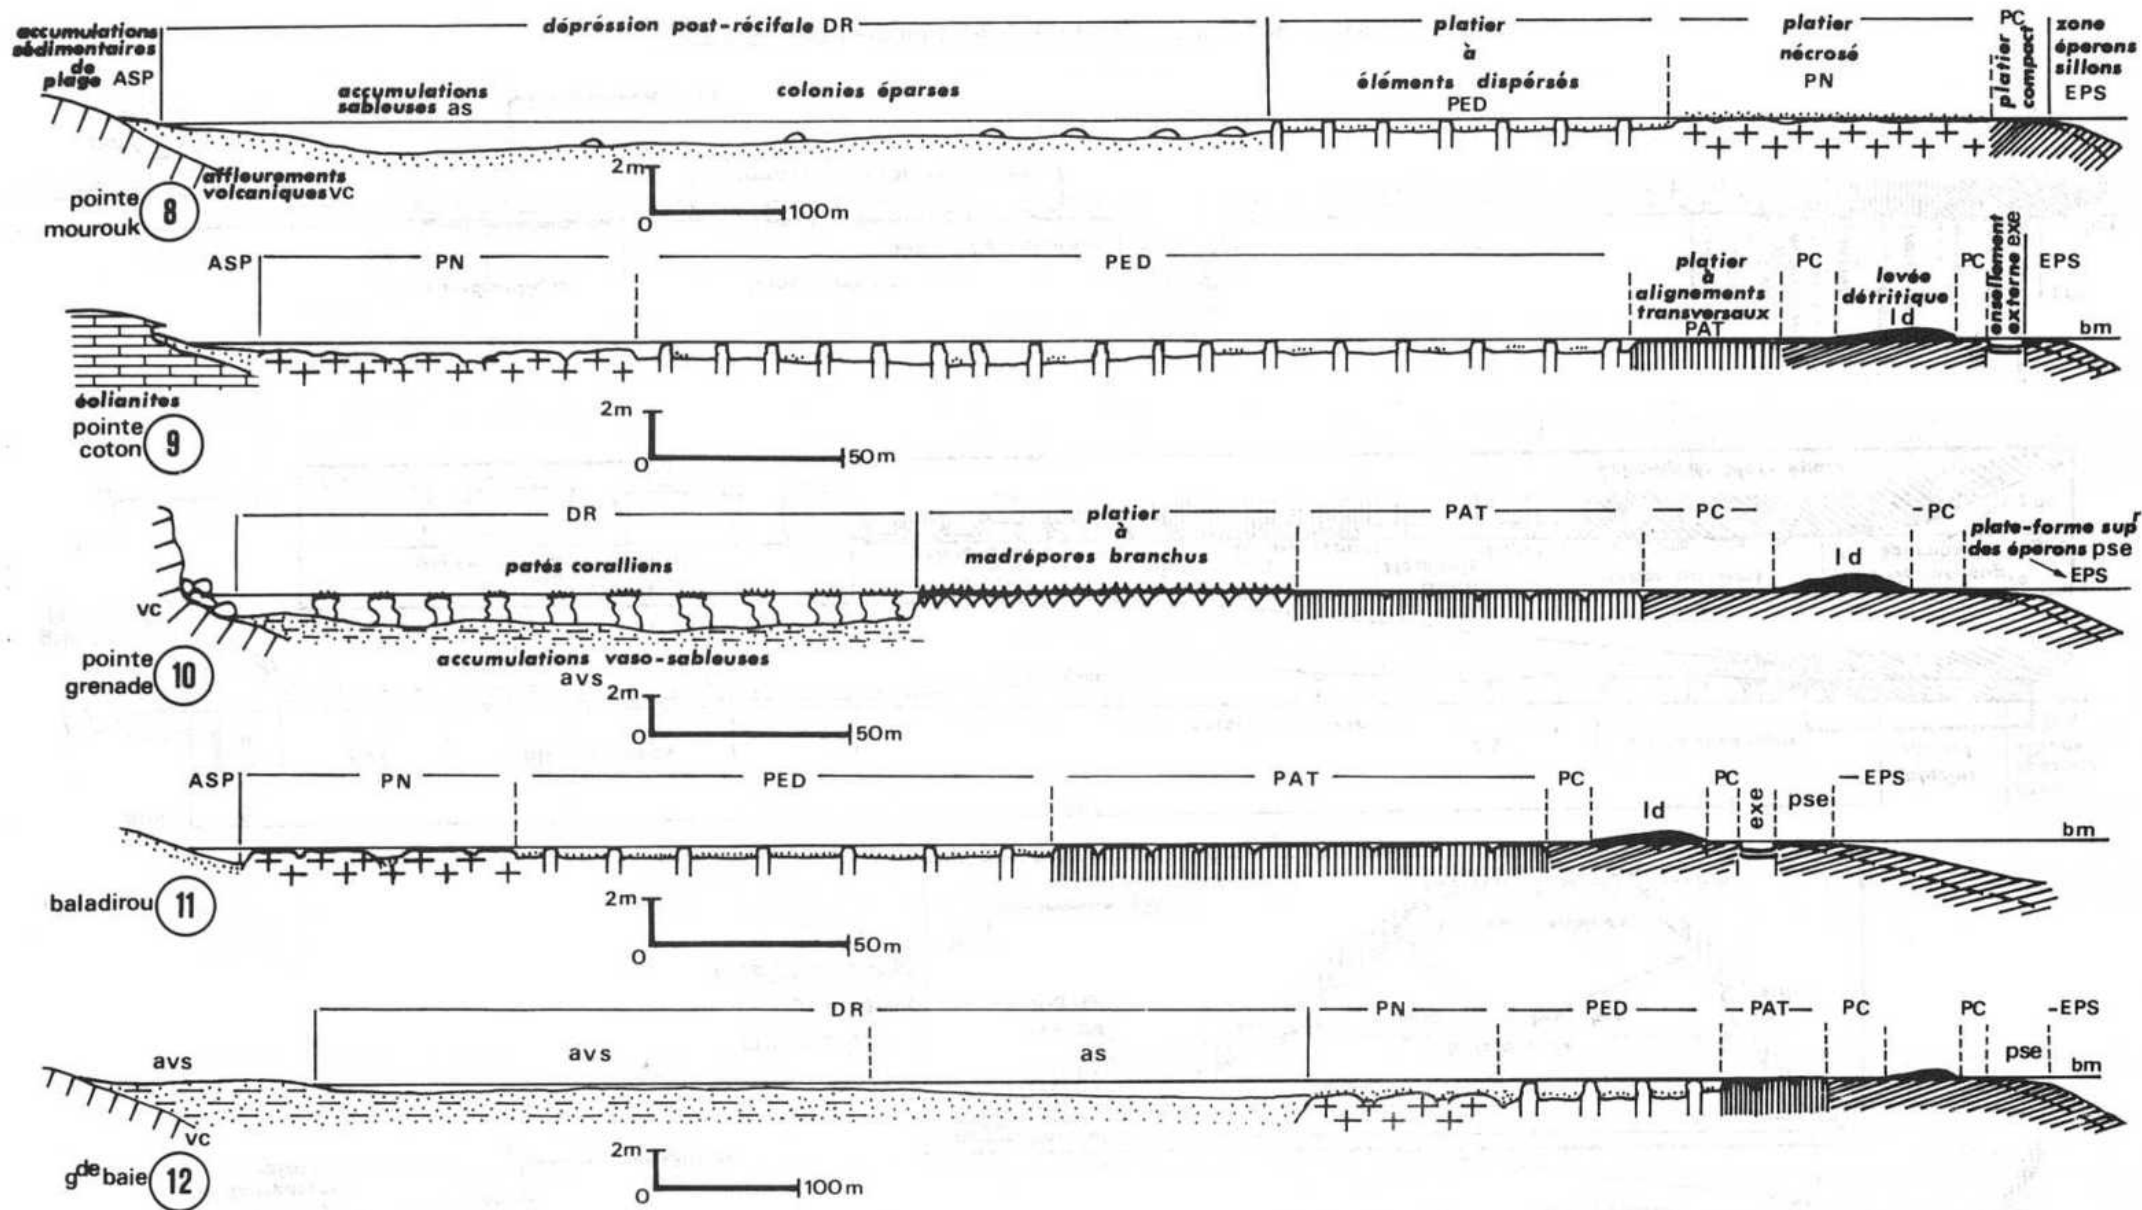 accumulations
sédimentaires
de
plage ASP
dépréssion post-récifale DR
accumulations
sableuses as
colonies éparses
platier
à
éléments dispérsés
PED
platier
nécrosé
PN
PC
platier
compact
zone
éperons
sillons
EPS
affleurements
volcaniques vc
pointe
mourouk
8
2m
0
100m
ASP
PN
PED
platier
à
alignements
transversaux
PAT
PC
levée
détritique
ld
PC
ensellement
externe exe
EPS
bm
éolianites
pointe
coton
9
2m
0
50m
DR
patés coralliens
platier
à
madrépores branchus
PAT
PC
ld
PC
plate-forme supr
des éperons pse
EPS
vc
pointe
grenade
10
accumulations vaso-sableuses
avs
2m
0
50m
ASP
PN
PED
PAT
PC
ld
PC
exe
pse
EPS
bm
baladirou
11
2m
0
50m
DR
avs
avs
as
PN
PED
PAT
PC
PC
pse
EPS
bm
vc
gde baie
12
2m
0
100m